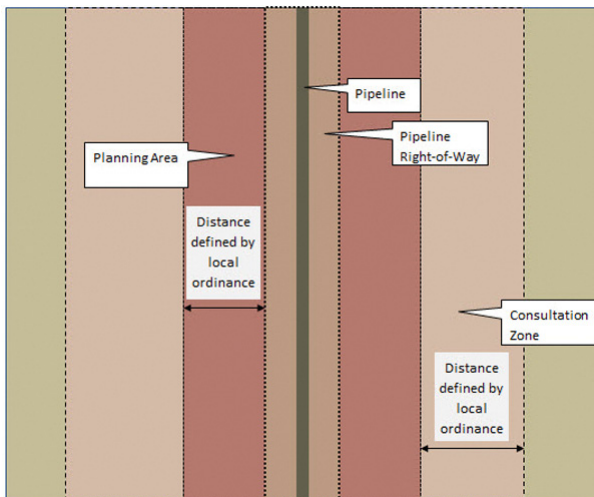 Pipeline
Pipeline
Right-of-Way
Planning Area
Distance
defined by
local
ordinance
Consultation
Zone
Distance
defined by
local
ordinance